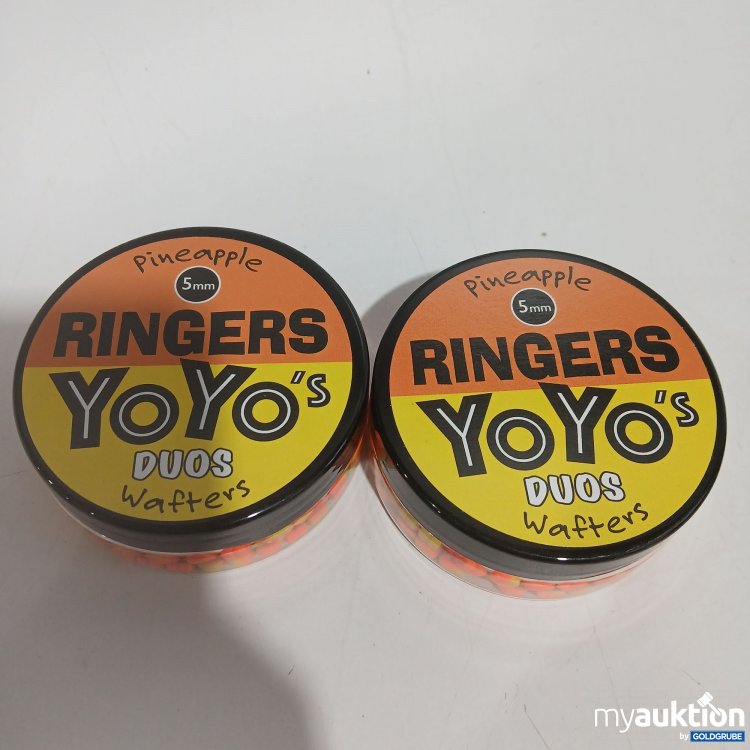 pineapple
5mm
RINGERS
YoYo's
DUOS
Wafters
pineapple
5mm
RINGERS
YoYo's
DUOS
Wafters
myauktion
by GOLDGRUBE